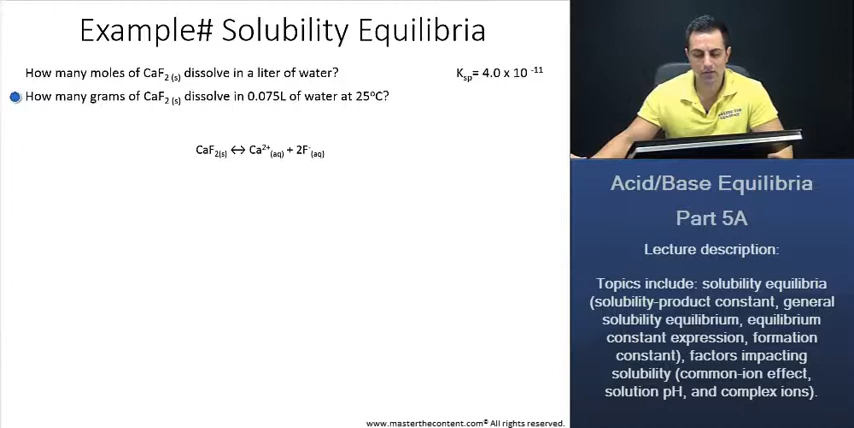 Example# Solubility Equilibria
How many moles of CaF2 (s) dissolve in a liter of water?
Ksp= 4.0 x 10 -11
How many grams of CaF2 (s) dissolve in 0.075L of water at 25°C?
CaF2(s) ↔ Ca2+(aq) + 2F-(aq)
www.masterthecontent.com© All rights reserved.
Acid/Base Equilibria
Part 5A
Lecture description:
Topics include: solubility equilibria
(solubility-product constant, general
solubility equilibrium, equilibrium
constant expression, formation
constant), factors impacting
solubility (common-ion effect,
solution pH, and complex ions).